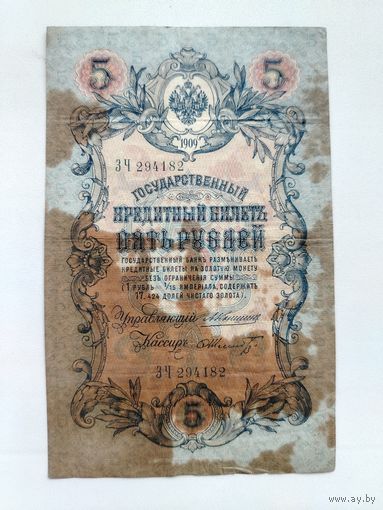 5 5
1909
ЗЧ 294182
ГОСУДАРСТВЕННЫЙ
КРЕДИТНЫЙ БИЛЕТЪ
ПЯТЬ РУБЛЕЙ
ГОСУДАРСТВЕННЫЙ БАНКЪ РАЗМѢНИВАЕТЪ
КРЕДИТНЫЕ БИЛЕТЫ НА ЗОЛОТУЮ МОНЕТУ
БЕЗЪ ОГРАНИЧЕНІЯ СУММЫ
(1 РУБЛЬ = 1/15 ИМПЕРІАЛА, СОДЕРЖИТЪ
17,424 ДОЛЕЙ ЧИСТАГО ЗОЛОТА).
Управляющій
Кассиръ
ЗЧ 294182
5
www.ay.by